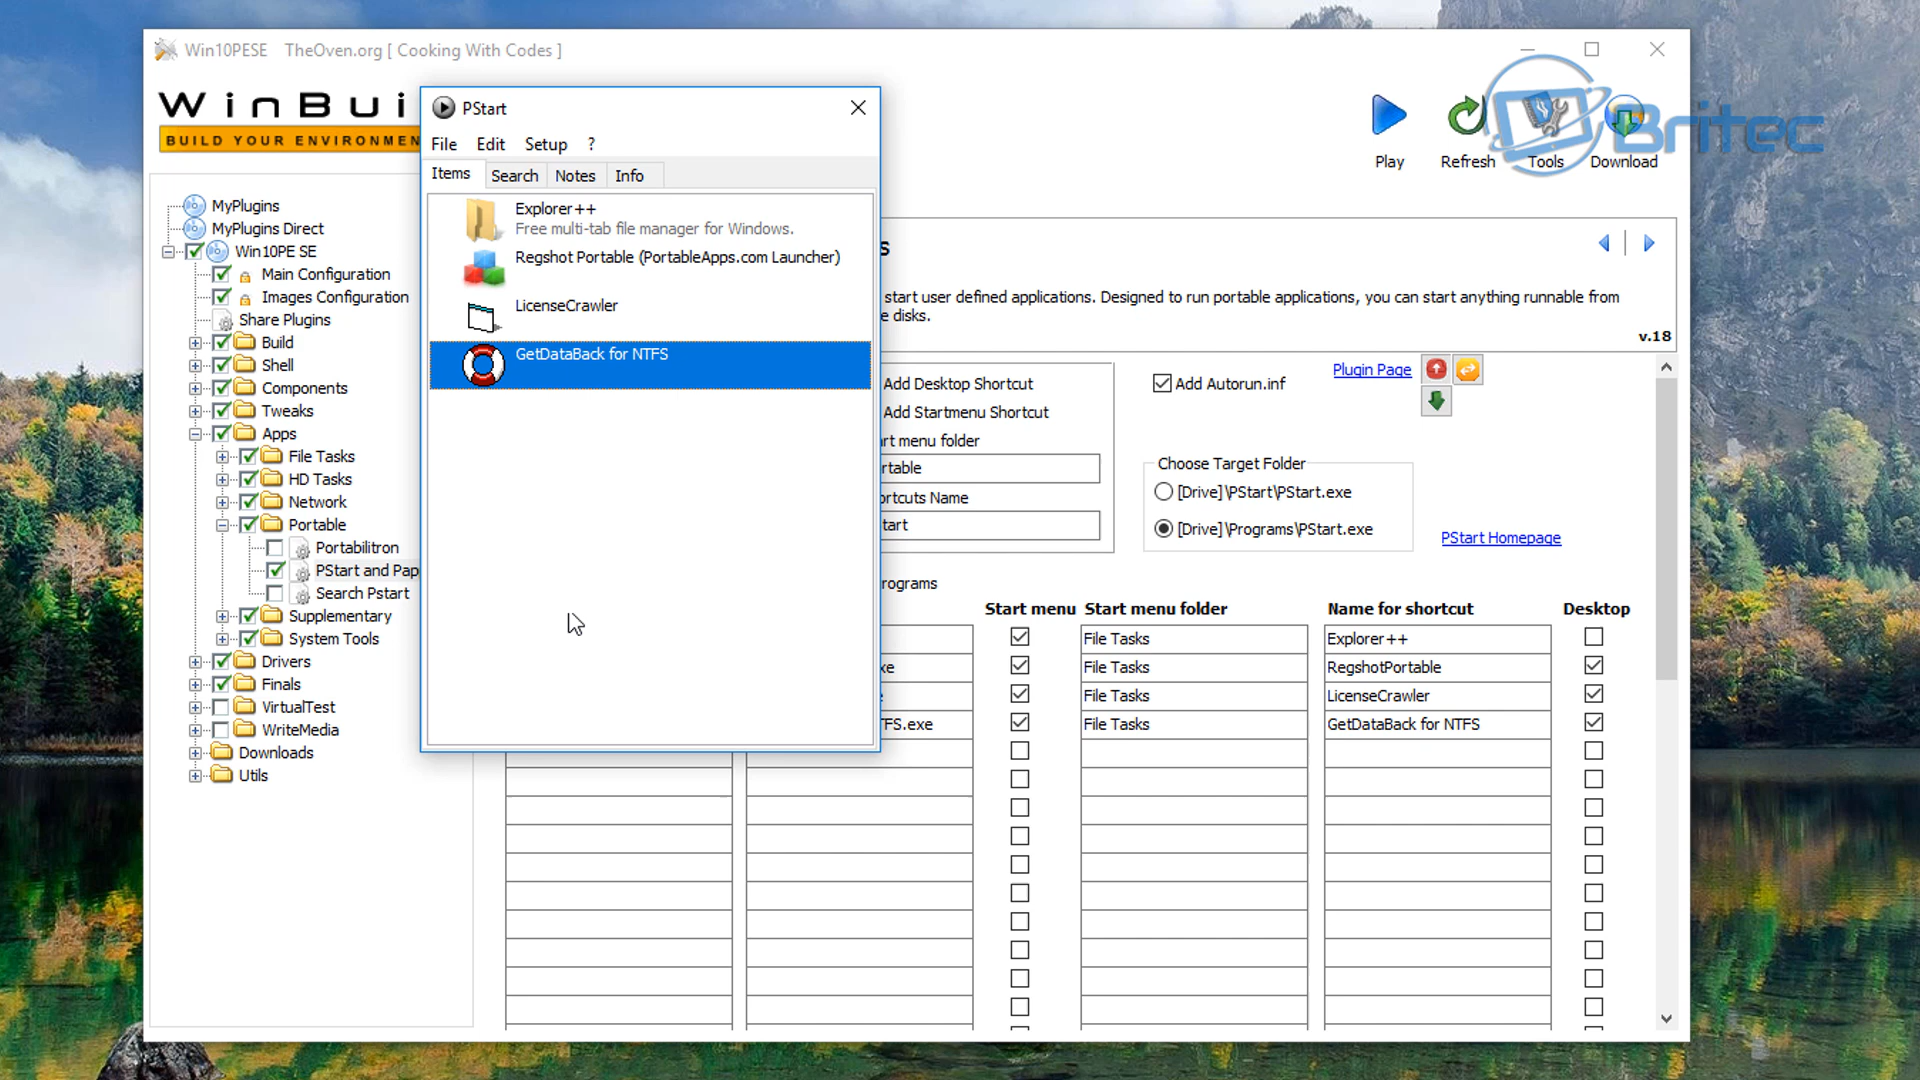 Win10PESE TheOven.org [ Cooking With Codes ]
WinBui
BUILD YOUR ENVIRONMEN
Play
Refresh
Tools
Download
Britec
MyPlugins
MyPlugins Direct
Win10PE SE
Main Configuration
Images Configuration
Share Plugins
Build
Shell
Components
Tweaks
Apps
File Tasks
HD Tasks
Network
Portable
Portabilitron
PStart and Pap
Search Pstart
Supplementary
System Tools
Drivers
Finals
VirtualTest
WriteMedia
Downloads
Utils
PStart
File Edit Setup ?
Items Search Notes Info
Explorer++
Free multi-tab file manager for Windows.
Regshot Portable (PortableApps.com Launcher)
LicenseCrawler
GetDataBack for NTFS
s
start user defined applications. Designed to run portable applications, you can start anything runnable from
e disks.
v.18
Add Desktop Shortcut
Add Startmenu Shortcut
rt menu folder
rtable
ortcuts Name
tart
Add Autorun.inf
Plugin Page
Choose Target Folder
[Drive]\PStart\PStart.exe
[Drive]\Programs\PStart.exe
PStart Homepage
rograms
Start menu Start menu folder Name for shortcut Desktop
File Tasks Explorer++
xe File Tasks RegshotPortable
e File Tasks LicenseCrawler
TFS.exe File Tasks GetDataBack for NTFS